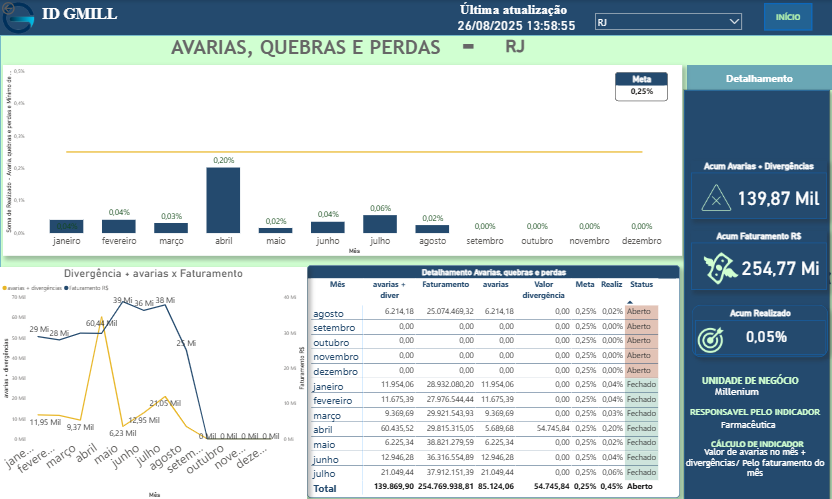 ID GMILL
Última atualização
26/08/2025 13:58:55
RJ
INÍCIO
AVARIAS, QUEBRAS E PERDAS - RJ
Meta
0,25%
Soma de Realizado - Avaria, quebras e perdas e Mínimo de ...
0,5%
0,4%
0,3%
0,2%
0,1%
0,0%
0,04% 0,03% 0,20% 0,02% 0,04% 0,06% 0,02% 0,00% 0,00% 0,00% 0,00%
janeiro fevereiro março abril maio junho julho agosto setembro outubro novembro dezembro
Mês
Detalhamento
Acum Avarias + Divergências
139,87 Mil
Acum Faturamento R$
254,77 Mi
Acum Realizado
0,05%
UNIDADE DE NEGÓCIO
Millenium
RESPONSAVEL PELO INDICADOR
Farmacêutica
CÁLCULO DE INDICADOR
Valor de avarias no mês +
divergências/ Pelo faturamento do
mês
Divergência + avarias x Faturamento
avarias + divergências Faturamento R$
avarias + divergências
70 Mil
60 Mil
50 Mil
40 Mil
30 Mil
20 Mil
10 Mil
0 Mil
29 Mi 28 Mi 39 Mi 36 Mi 38 Mi 25 Mi 0 Mi 0 Mi 0 Mi 0 Mi
11,95 Mil 9,37 Mil 60,44 Mil 6,23 Mil 12,95 Mil 21,05 Mil
Faturamento R$
40 Mi
30 Mi
20 Mi
10 Mi
0 Mi
jane... fevere... março abril maio junho julho agosto setem... outubro nove... deze...
Mês
Detalhamento Avarias, quebras e perdas
Mês avarias + diver Faturamento avarias Valor divergência Meta Realiz Status
agosto 6.214,18 25.074.469,32 6.214,18 0,00 0,25% 0,02% Aberto
setembro 0,00 0,00 0,00 0,00 0,25% 0,00% Aberto
outubro 0,00 0,00 0,00 0,00 0,25% 0,00% Aberto
novembro 0,00 0,00 0,00 0,00 0,25% 0,00% Aberto
dezembro 0,00 0,00 0,00 0,00 0,25% 0,00% Aberto
janeiro 11.954,06 28.932.080,20 11.954,06 0,00 0,25% 0,04% Fechado
fevereiro 11.675,39 27.976.544,44 11.675,39 0,00 0,25% 0,04% Fechado
março 9.369,69 29.921.543,93 9.369,69 0,00 0,25% 0,03% Fechado
abril 60.435,52 29.815.315,05 5.689,68 54.745,84 0,25% 0,20% Fechado
maio 6.225,34 38.821.279,59 6.225,34 0,00 0,25% 0,02% Fechado
junho 12.946,28 36.316.554,89 12.946,28 0,00 0,25% 0,04% Fechado
julho 21.049,44 37.912.151,39 21.049,44 0,00 0,25% 0,06% Fechado
Total 139.869,90 254.769.938,81 85.124,06 54.745,84 0,25% 0,45% Aberto